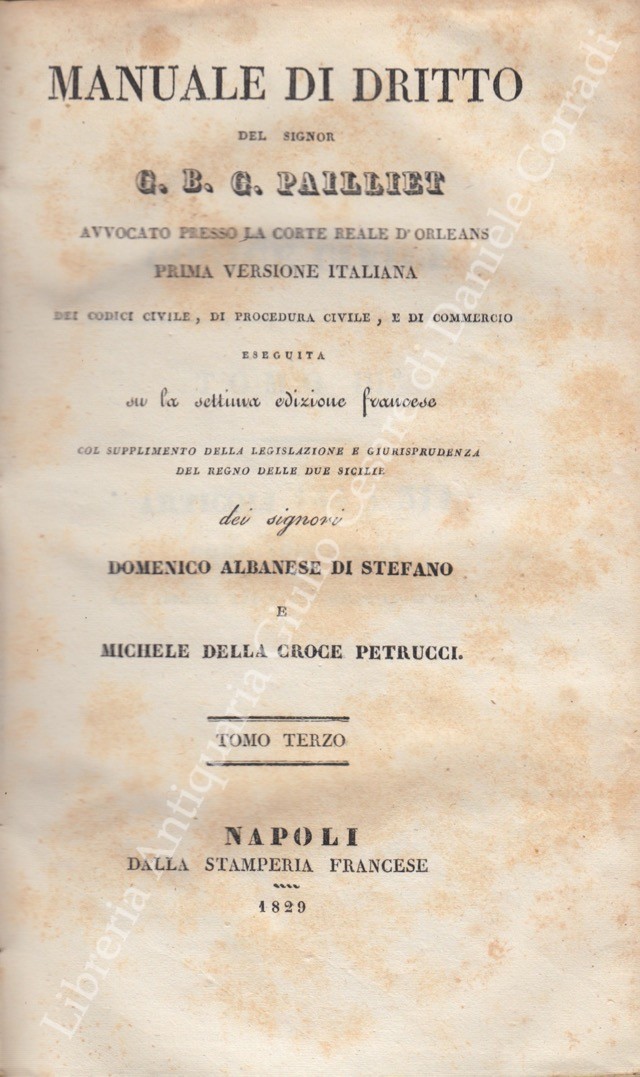 MANUALE DI DRITTO
DEL SIGNOR
G. B. G. PAILLIET
AVVOCATO PRESSO LA CORTE REALE D'ORLEANS
PRIMA VERSIONE ITALIANA
DEI CODICI CIVILE, DI PROCEDURA CIVILE, E DI COMMERCIO
ESEGUITA
su la settima edizione francese
COL SUPPLIMENTO DELLA LEGISLAZIONE E GIURISPRUDENZA
DEL REGNO DELLE DUE SICILIE
dei signori
DOMENICO ALBANESE DI STEFANO
E
MICHELE DELLA CROCE PETRUCCI.
TOMO TERZO
NAPOLI
DALLA STAMPERIA FRANCESE
1829
Libreria Antiquaria Giulio Cesare di Daniele Corradi